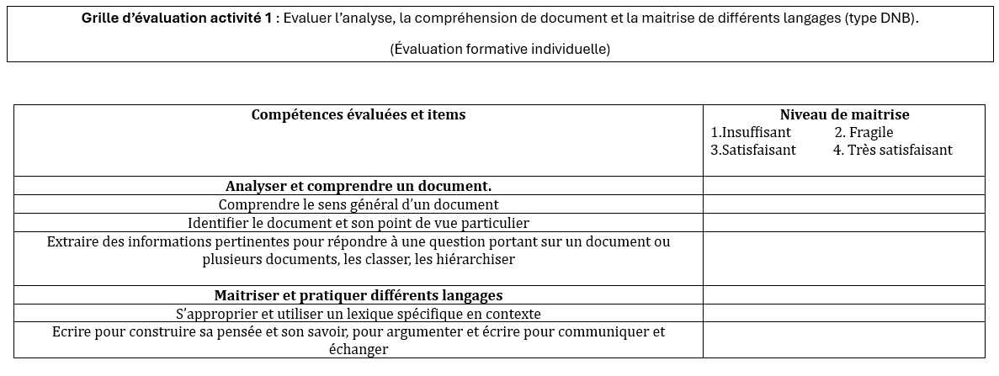 Grille d’évaluation activité 1 : Evaluer l’analyse, la compréhension de document et la maitrise de différents langages (type DNB).
(Évaluation formative individuelle)
Compétences évaluées et items
Niveau de maitrise
1.Insuffisant 2. Fragile
3.Satisfaisant 4. Très satisfaisant
Analyser et comprendre un document.
Comprendre le sens général d’un document
Identifier le document et son point de vue particulier
Extraire des informations pertinentes pour répondre à une question portant sur un document ou
plusieurs documents, les classer, les hiérarchiser
Maitriser et pratiquer différents langages
S’approprier et utiliser un lexique spécifique en contexte
Ecrire pour construire sa pensée et son savoir, pour argumenter et écrire pour communiquer et
échanger